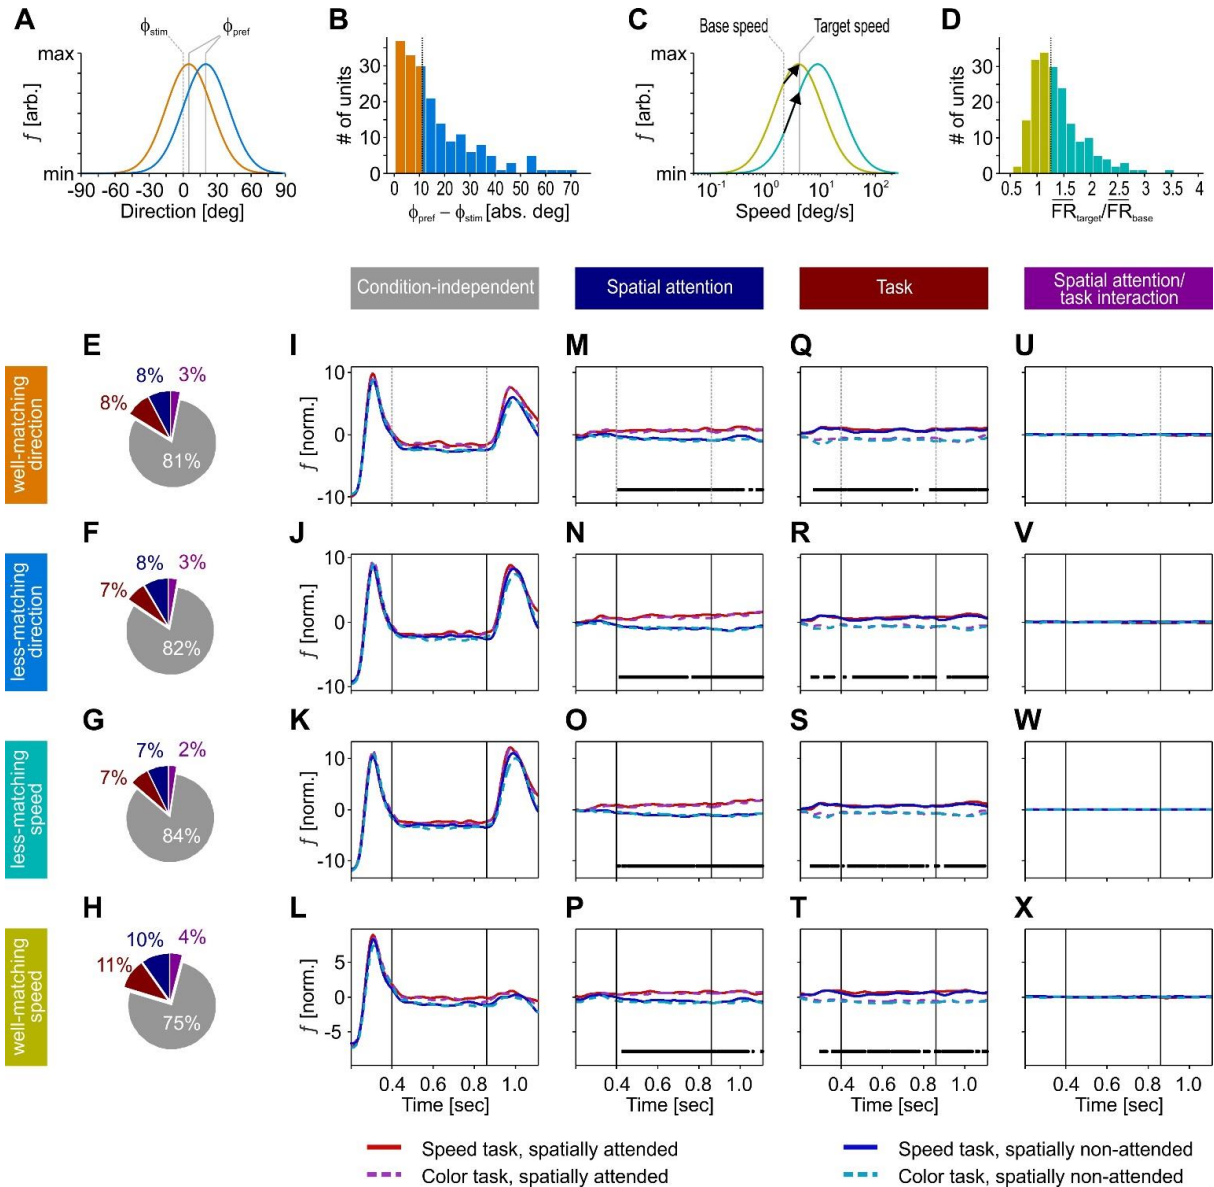 A
B
C
D
ϕstim
ϕpref
max
f [arb.]
min
-90
-30
0
30
90
Direction [deg]
# of units
30
20
10
0
0 10 20 30 40 50 60 70
ϕpref – ϕstim [abs. deg]
Base speed
Target speed
max
f [arb.]
min
10-1
100
101
102
Speed [deg/s]
# of units
30
20
10
0
0.5 1 1.5 2 2.5 3 3.5 4
FRtarget/FRbase
Condition-independent
Spatial attention
Task
Spatial attention/
task interaction
well-matching
direction
E
8%
8%
3%
81%
I
f [norm.]
10
0
-10
M
Q
U
less-matching
direction
F
7%
8%
3%
82%
J
f [norm.]
10
0
-10
N
R
V
less-matching
speed
G
7%
7%
2%
84%
K
f [norm.]
10
0
-10
O
S
W
well-matching
speed
H
11%
10%
4%
75%
L
f [norm.]
5
0
-5
P
T
X
0.4 0.6 0.8 1.0
Time [sec]
0.4 0.6 0.8 1.0
Time [sec]
0.4 0.6 0.8 1.0
Time [sec]
0.4 0.6 0.8 1.0
Time [sec]
Speed task, spatially attended
Color task, spatially attended
Speed task, spatially non-attended
Color task, spatially non-attended